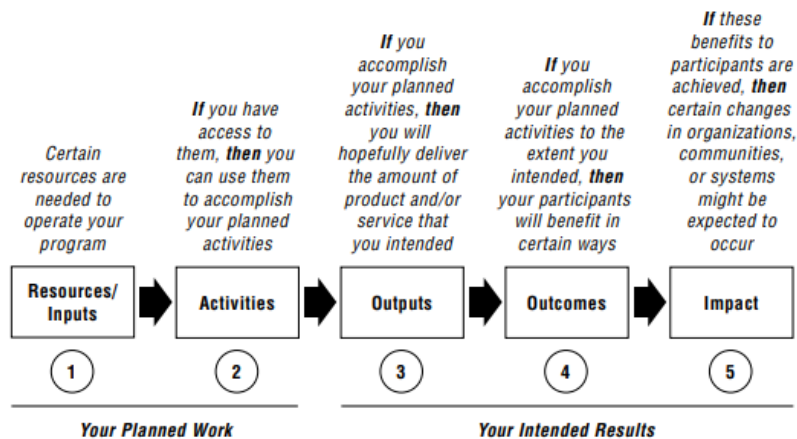 Certain
resources are
needed to
operate your
program
If you have
access to
them, then you
can use them
to accomplish
your planned
activities
If you
accomplish
your planned
activities, then
you will
hopefully deliver
the amount of
product and/or
service that
you intended
If you
accomplish
your planned
activities to the
extent you
intended, then
your participants
will benefit in
certain ways
If these
benefits to
participants are
achieved, then
certain changes
in organizations,
communities,
or systems
might be
expected to
occur
Resources/
Inputs
Activities
Outputs
Outcomes
Impact
1
2
3
4
5
Your Planned Work
Your Intended Results